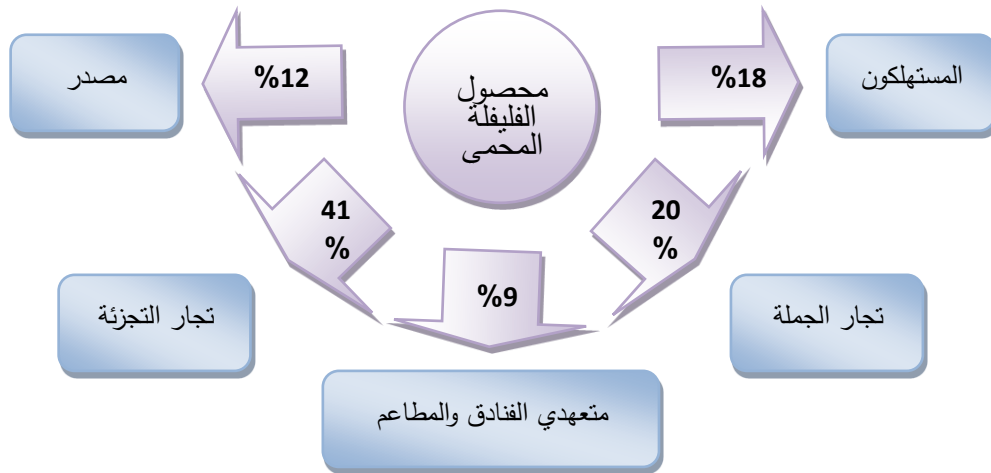 محصول
الفليفلة
المحمى
المستهلكون
%18
%12
مصدر
20
%
41
%
%9
تجار الجملة
تجار التجزئة
متعهدي الفنادق والمطاعم